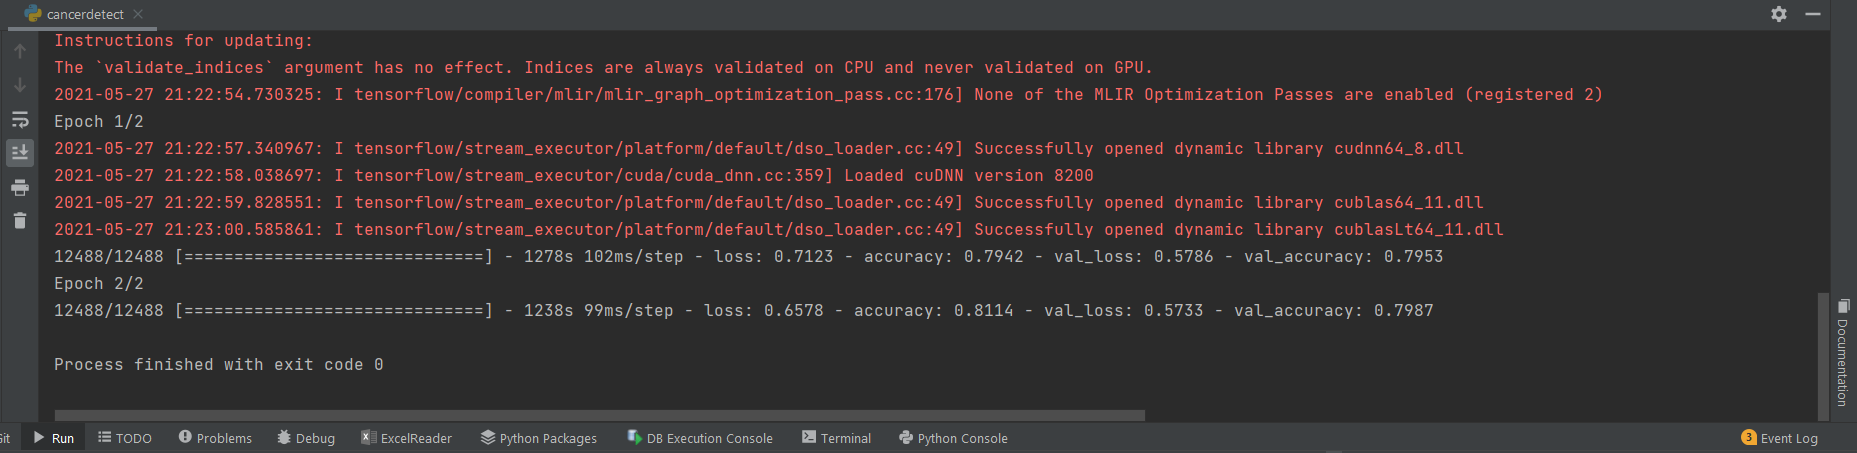 cancerdetect
Instructions for updating:
The `validate_indices` argument has no effect. Indices are always validated on CPU and never validated on GPU.
2021-05-27 21:22:54.730325: I tensorflow/compiler/mlir/mlir_graph_optimization_pass.cc:176] None of the MLIR Optimization Passes are enabled (registered 2)
Epoch 1/2
2021-05-27 21:22:57.340967: I tensorflow/stream_executor/platform/default/dso_loader.cc:49] Successfully opened dynamic library cudnn64_8.dll
2021-05-27 21:22:58.038697: I tensorflow/stream_executor/cuda/cuda_dnn.cc:359] Loaded cuDNN version 8200
2021-05-27 21:22:59.828551: I tensorflow/stream_executor/platform/default/dso_loader.cc:49] Successfully opened dynamic library cublas64_11.dll
2021-05-27 21:23:00.585861: I tensorflow/stream_executor/platform/default/dso_loader.cc:49] Successfully opened dynamic library cublasLt64_11.dll
12488/12488 [==============================] - 1278s 102ms/step - loss: 0.7123 - accuracy: 0.7942 - val_loss: 0.5786 - val_accuracy: 0.7953
Epoch 2/2
12488/12488 [==============================] - 1238s 99ms/step - loss: 0.6578 - accuracy: 0.8114 - val_loss: 0.5733 - val_accuracy: 0.7987
Process finished with exit code 0
Documentation
Git Run TODO Problems Debug ExcelReader Python Packages DB Execution Console Terminal Python Console 3 Event Log